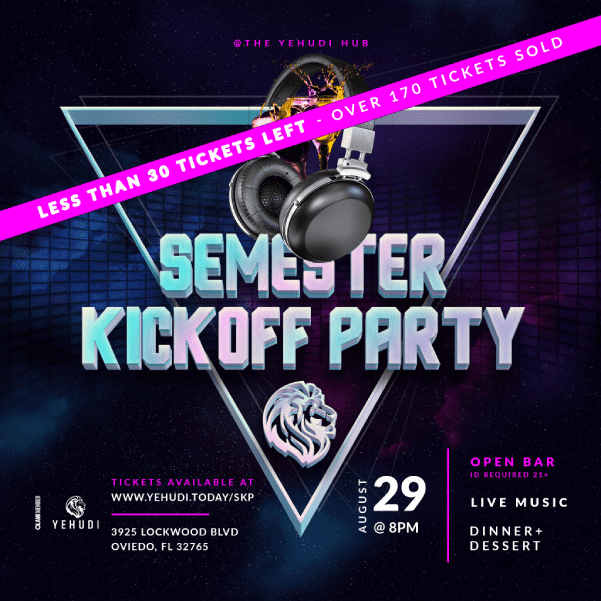 @THE YEHUDI HUB
LESS THAN 30 TICKETS LEFT - OVER 170 TICKETS SOLD
SEMESTER
KICKOFF PARTY
TICKETS AVAILABLE AT
WWW.YEHUDI.TODAY/SKP
3925 LOCKWOOD BLVD
OVIEDO, FL 32765
YEHUDI
AUGUST
29
@ 8PM
OPEN BAR
ID REQUIRED 21+
LIVE MUSIC
DINNER+
DESSERT